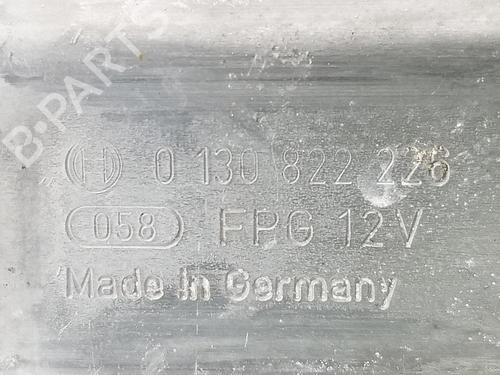 B-PARTS
0 130 822 226
058 FPG 12V
Made in Germany